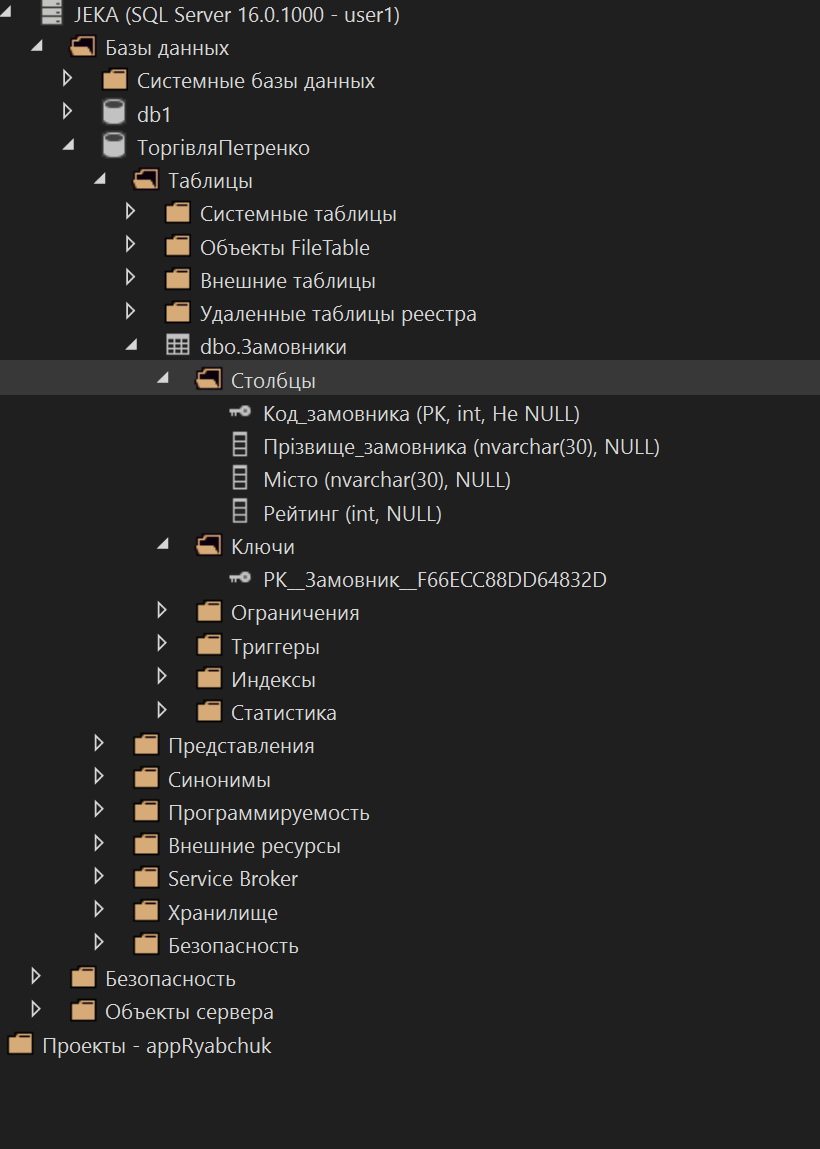 JEKA (SQL Server 16.0.1000 - user1)
Базы данных
Системные базы данных
db1
ТоргівляПетренко
Таблицы
Системные таблицы
Объекты FileTable
Внешние таблицы
Удаленные таблицы реестра
dbo.Замовники
Столбцы
Код_замовника (PK, int, Не NULL)
Прізвище_замовника (nvarchar(30), NULL)
Місто (nvarchar(30), NULL)
Рейтинг (int, NULL)
Ключи
PK__Замовник__F66ECC88DD64832D
Ограничения
Триггеры
Индексы
Статистика
Представления
Синонимы
Программируемость
Внешние ресурсы
Service Broker
Хранилище
Безопасность
Безопасность
Объекты сервера
Проекты - appRyabchuk